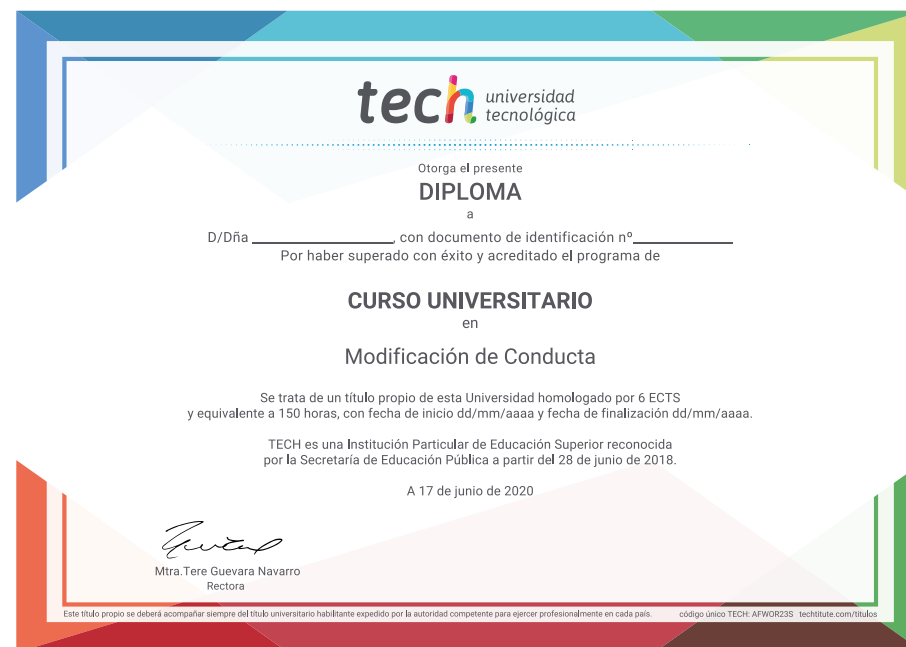 tech universidad
tecnológica
Otorga el presente
DIPLOMA
a
D/Dña ____________________, con documento de identificación nº______________
Por haber superado con éxito y acreditado el programa de
CURSO UNIVERSITARIO
en
Modificación de Conducta
Se trata de un título propio de esta Universidad homologado por 6 ECTS
y equivalente a 150 horas, con fecha de inicio dd/mm/aaaa y fecha de finalización dd/mm/aaaa.
TECH es una Institución Particular de Educación Superior reconocida
por la Secretaría de Educación Pública a partir del 28 de junio de 2018.
A 17 de junio de 2020
Mtra.Tere Guevara Navarro
Rectora
Este título propio se deberá acompañar siempre del título universitario habilitante expedido por la autoridad competente para ejercer profesionalmente en cada país. código único TECH: AFWOR23S techtitute.com/titulos